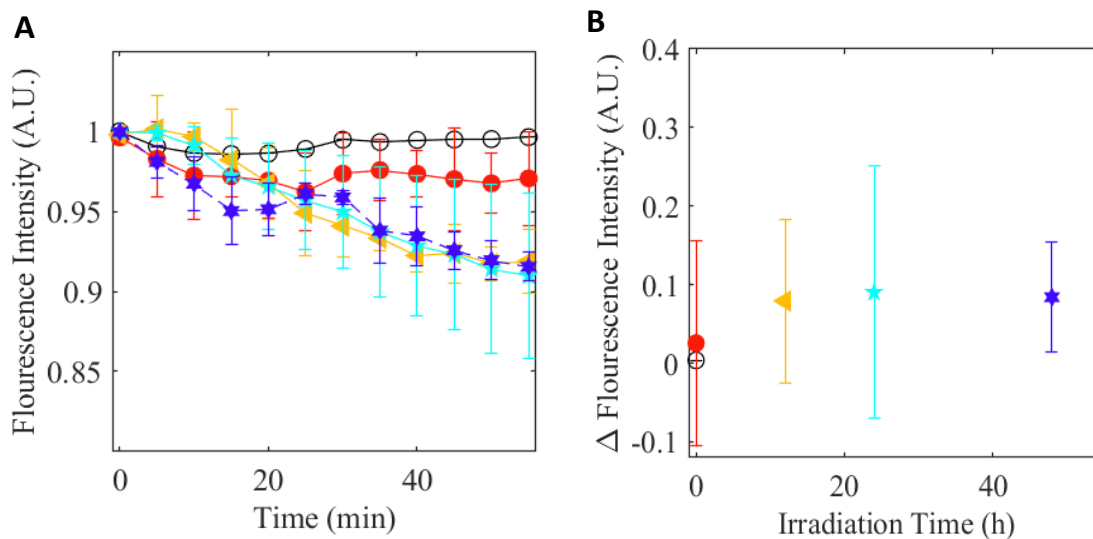 A
B
Flourescence Intensity (A.U.)
1
0.95
0.9
0.85
0
20
40
Time (min)
Δ Flourescence Intensity (A.U.)
0.4
0.3
0.2
0.1
0
-0.1
0
20
40
Irradiation Time (h)